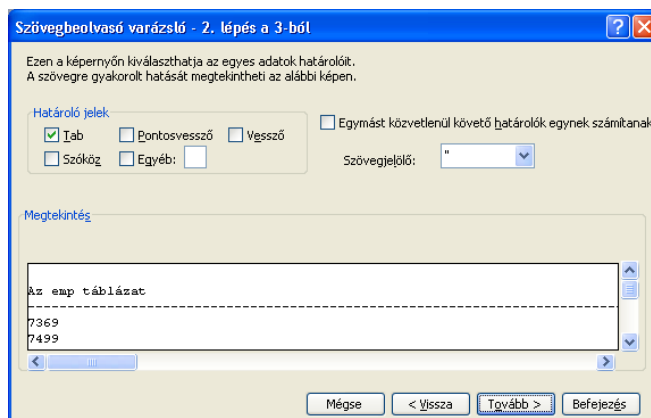 Szövegbeolvasó varázsló - 2. lépés a 3-ból
Ezen a képernyőn kiválaszthatja az egyes adatok határolóit.
A szövegre gyakorolt hatását megtekintheti az alábbi képen.
Határoló jelek
Tab
Pontosvessző
Vessző
Szóköz
Egyéb:
Egymást közvetlenül követő határolók egynek számítanak
Szövegjelölő:
"
Megtekintés
Az emp táblázat
--------------------------------------------------------------------------------
7369
7499
Mégse
< Vissza
Tovább >
Befejezés